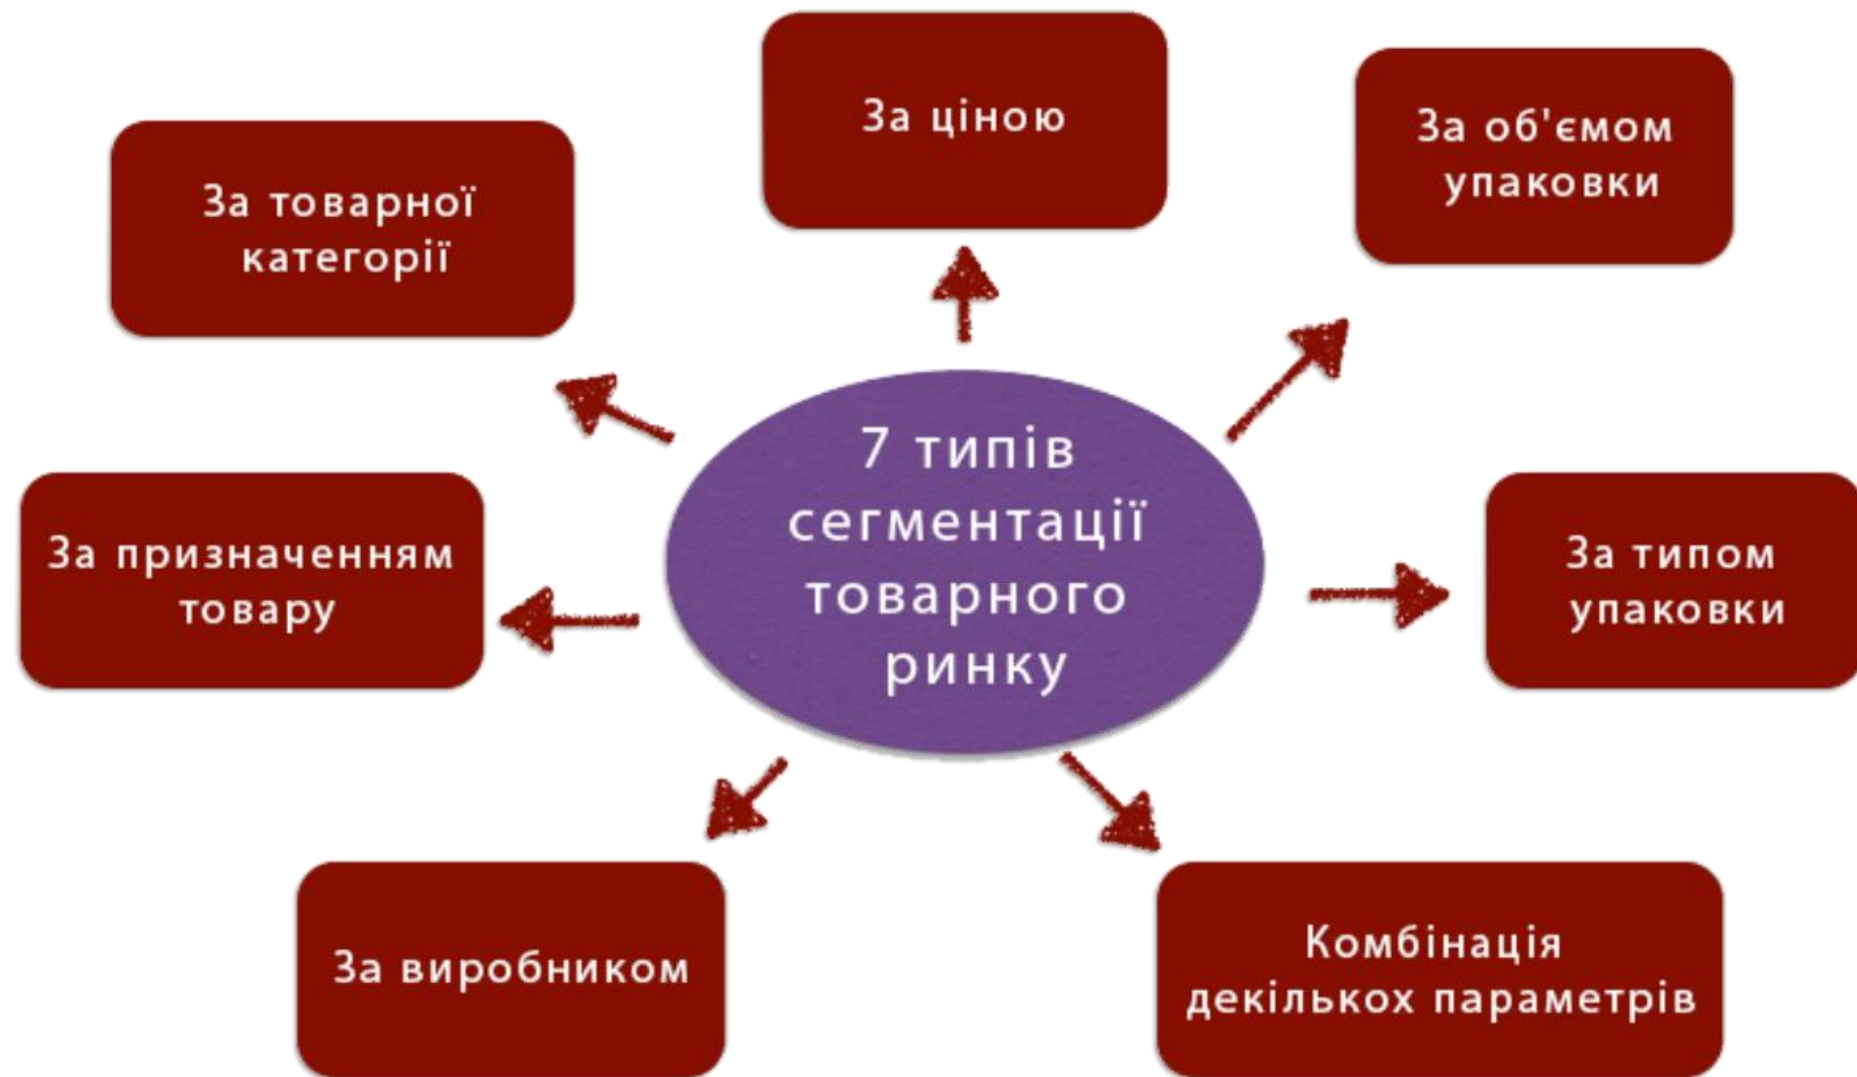 За ціною
За об'ємом
упаковки
За товарної
категорії
7 типів
сегментації
товарного
ринку
За призначенням
товару
За типом
упаковки
За виробником
Комбінація
декількох параметрів